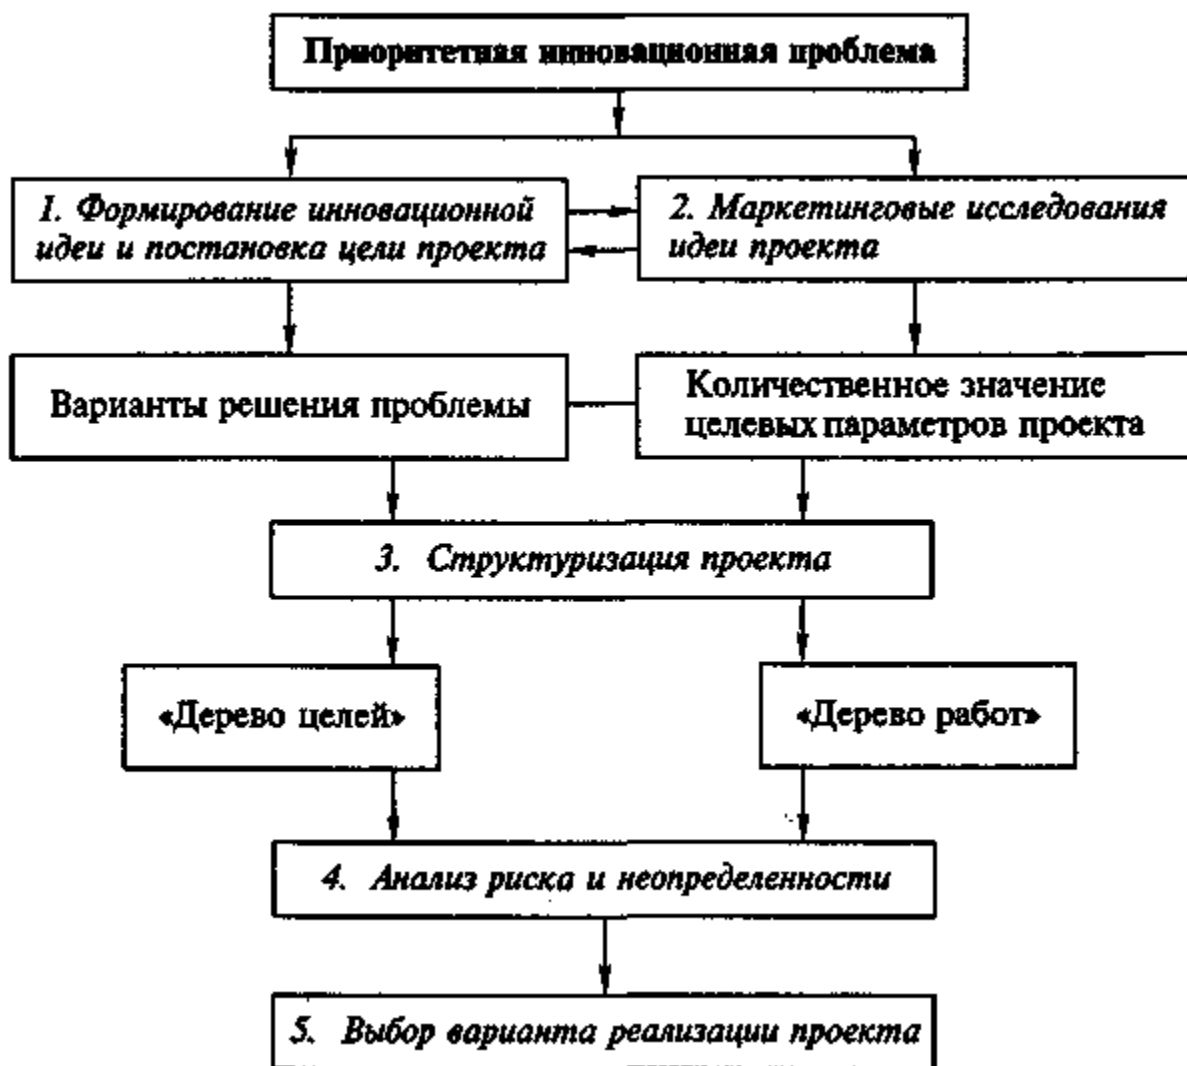 Приоритетная инновационная проблема
1. Формирование инновационной
идеи и постановка цели проекта
2. Маркетинговые исследования
идеи проекта
Варианты решения проблемы
Количественное значение
целевых параметров проекта
3. Структуризация проекта
«Дерево целей»
«Дерево работ»
4. Анализ риска и неопределенности
5. Выбор варианта реализации проекта